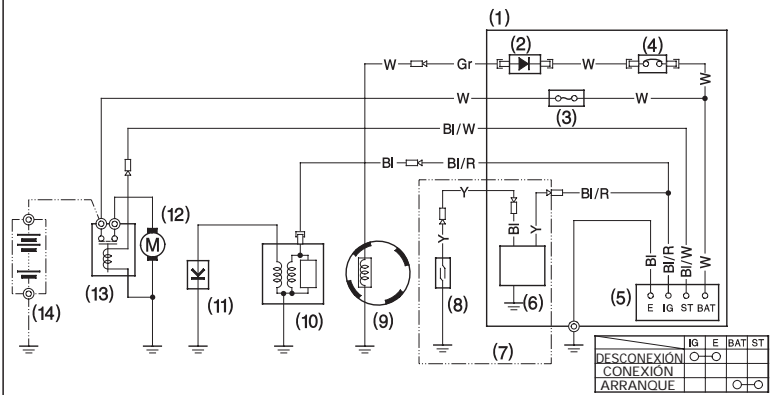 (1)
(2)
(4)
W
Gr
W
W
W
W
(3)
Bl/W
Bl
Bl/R
Y
Bl/R
Y
Bl
Y
Bl
Bl/R
Bl/W
W
(12)
M
(13)
(14)
(11)
(10)
(9)
(8)
(6)
(5)
E IG ST BAT
(7)
IG E BAT ST
DESCONEXIÓN
CONEXIÓN
ARRANQUE